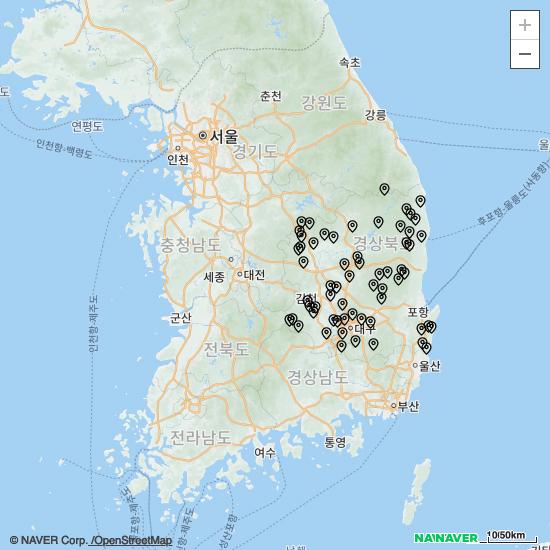 +
−
속초
춘천
강원도
강릉
도
연평도
서울
울
인천
경기도
인천항-백령도
후포항-울릉도(사동항)
충청남도
경상북도
세종
대전
인천항-제주도
김천
포항
군산
대구
전라북도
울산
경상남도
부산
전라남도
여수
통영
© NAVER Corp. /OpenStreetMap
NAVER
10/50km